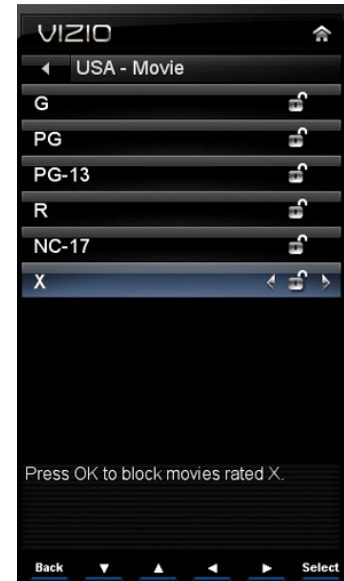 VIZIO
USA - Movie
G
PG
PG-13
R
NC-17
X
Press OK to block movies rated X.
Back Select